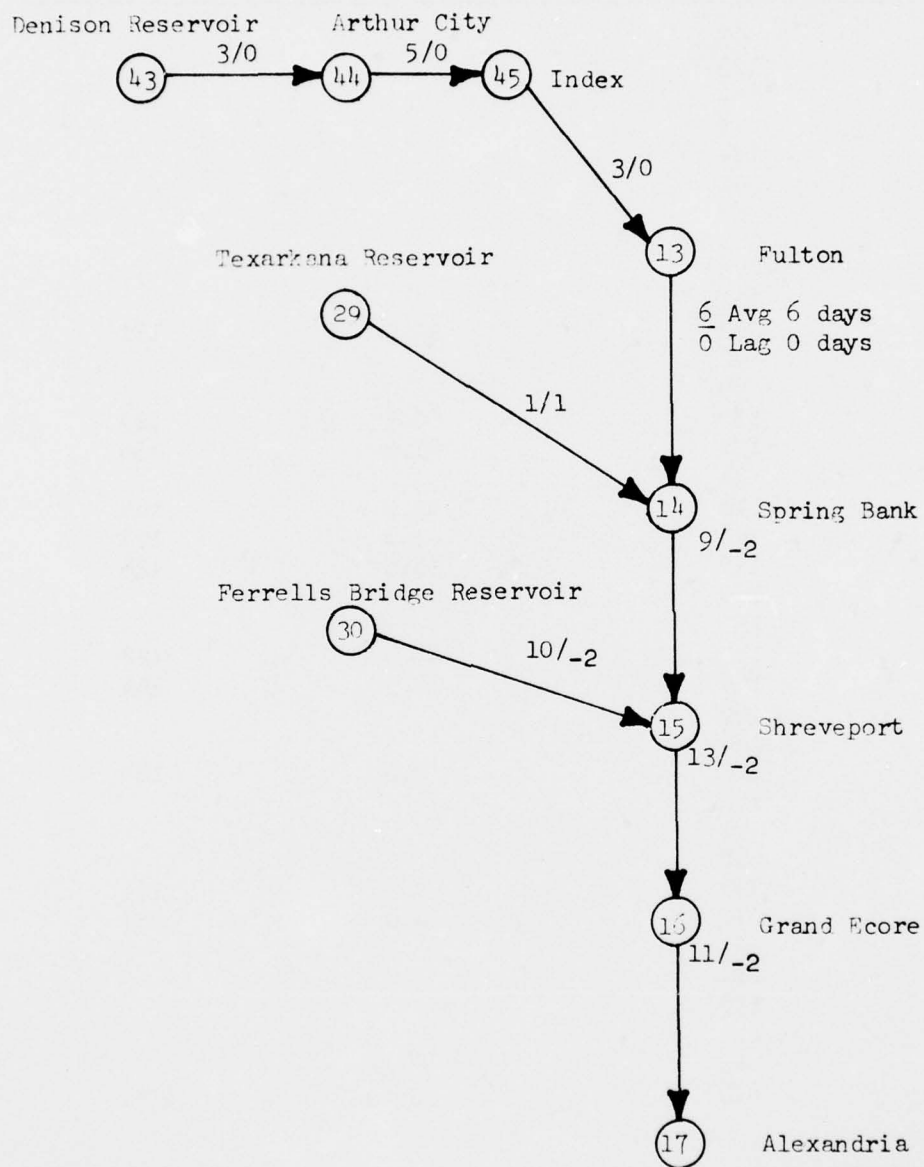 Denison Reservoir
Arthur City
3/0
5/0
43
44
45
Index
3/0
Texarkana Reservoir
13
Fulton
29
6 Avg 6 days
0 Lag 0 days
1/1
14
Spring Bank
9/-2
Ferrells Bridge Reservoir
30
10/-2
15
Shreveport
13/-2
16
Grand Ecore
11/-2
17
Alexandria